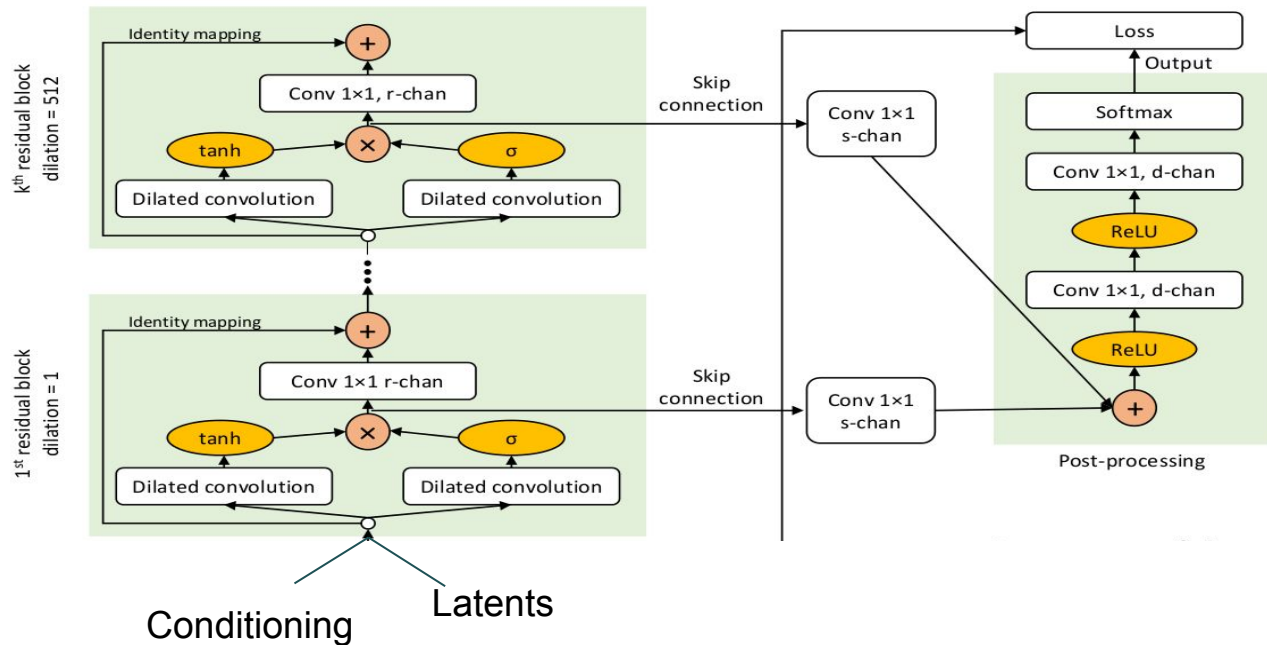 kth residual block
dilation = 512
Identity mapping
+
Conv 1×1, r-chan
×
tanh
σ
Dilated convolution
Dilated convolution
Skip
connection
Conv 1×1
s-chan
1st residual block
dilation = 1
Identity mapping
+
Conv 1×1 r-chan
×
tanh
σ
Dilated convolution
Dilated convolution
Skip
connection
Conv 1×1
s-chan
Conditioning
Latents
Loss
Output
Softmax
Conv 1×1, d-chan
ReLU
Conv 1×1, d-chan
ReLU
+
Post-processing